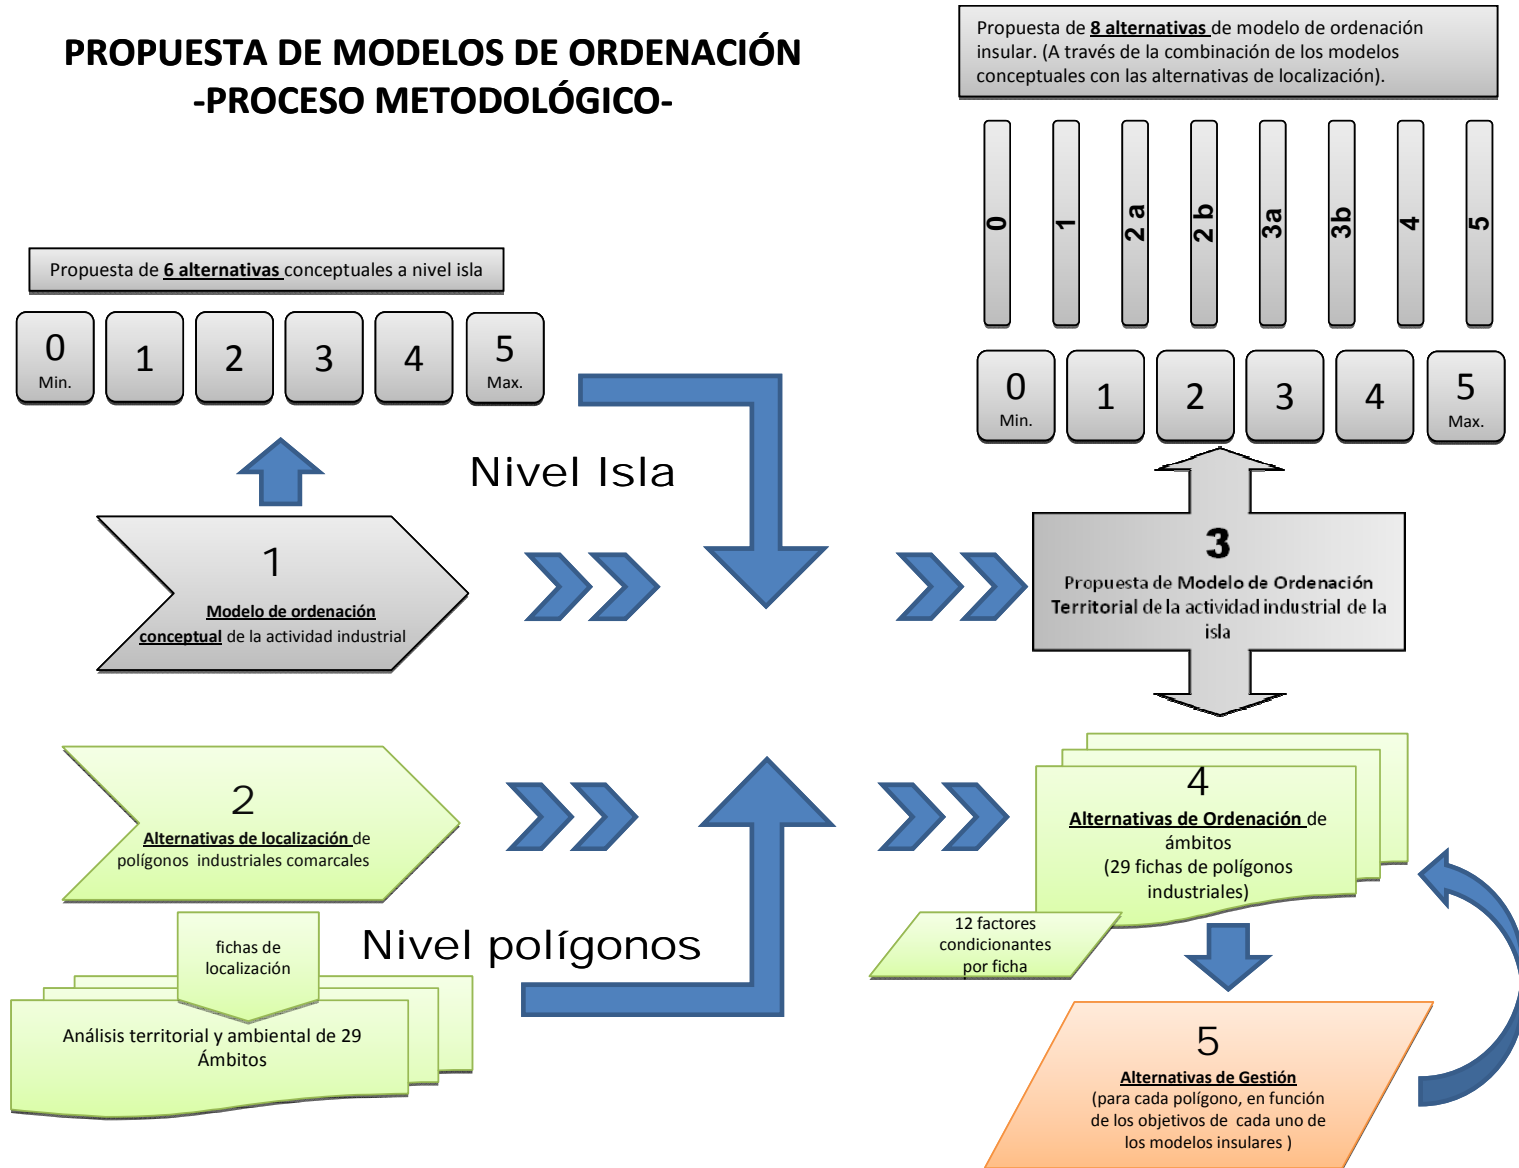 PROPUESTA DE MODELOS DE ORDENACIÓN
-PROCESO METODOLÓGICO-
Propuesta de 8 alternativas de modelo de ordenación
insular. (A través de la combinación de los modelos
conceptuales con las alternativas de localización).
0
1
2 a
2 b
3a
3b
4
5
Propuesta de 6 alternativas conceptuales a nivel isla
0
Min.
1
2
3
4
5
Max.
0
Min.
1
2
3
4
5
Max.
Nivel Isla
1
Modelo de ordenación
conceptual de la actividad industrial
3
Propuesta de Modelo de Ordenación
Territorial de la actividad industrial de la
isla
2
Alternativas de localización de
polígonos industriales comarcales
4
Alternativas de Ordenación de
ámbitos
(29 fichas de polígonos
industriales)
fichas de
localización
Nivel polígonos
12 factores
condicionantes
por ficha
Análisis territorial y ambiental de 29
Ámbitos
5
Alternativas de Gestión
(para cada polígono, en función
de los objetivos de cada uno de
los modelos insulares )